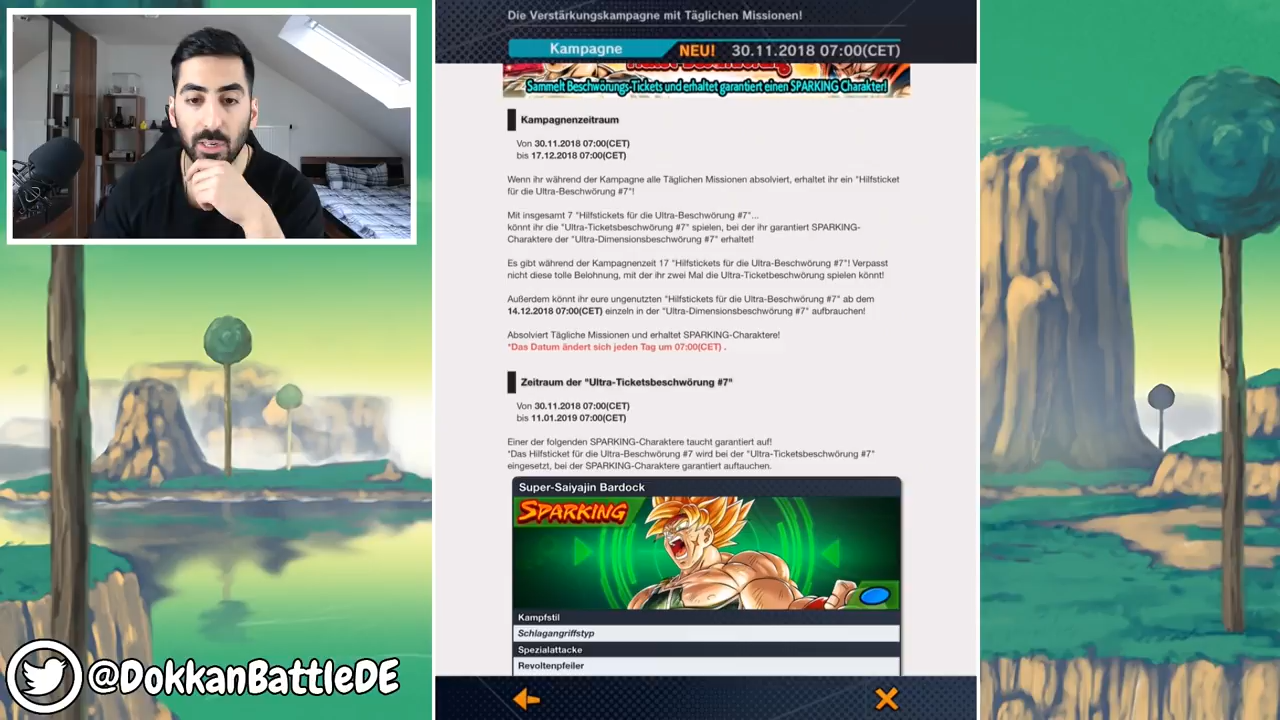 Die Verstärkungskampagne mit Täglichen Missionen!
Kampagne NEU! 30.11.2018 07:00(CET)
Sammelt Beschwörungs-Tickets und erhaltet garantiert einen SPARKING Charakter!
Kampagnenzeitraum
Von 30.11.2018 07:00(CET)
bis 17.12.2018 07:00(CET)
Wenn ihr während der Kampagne alle Täglichen Missionen absolviert, erhaltet ihr ein "Hilfsticket
für die Ultra-Beschwörung #7"!
Mit insgesamt 7 "Hilfstickets für die Ultra-Beschwörung #7"...
könnt ihr die "Ultra-Ticketsbeschwörung #7" spielen, bei der ihr garantiert SPARKING-
Charaktere der "Ultra-Dimensionsbeschwörung #7" erhaltet!
Es gibt während der Kampagnenzeit 17 "Hilfstickets für die Ultra-Beschwörung #7"! Verpasst
nicht diese tolle Belohnung, mit der ihr zwei Mal die Ultra-Ticketbeschwörung spielen könnt!
Außerdem könnt ihr eure ungenutzten "Hilfstickets für die Ultra-Beschwörung #7" ab dem
14.12.2018 07:00(CET) einzeln in der "Ultra-Dimensionsbeschwörung #7" aufbrauchen!
Absolviert Tägliche Missionen und erhaltet SPARKING-Charaktere!
*Das Datum ändert sich jeden Tag um 07:00(CET) .
Zeitraum der "Ultra-Ticketsbeschwörung #7"
Von 30.11.2018 07:00(CET)
bis 11.01.2019 07:00(CET)
Einer der folgenden SPARKING-Charaktere taucht garantiert auf!
*Das Hilfsticket für die Ultra-Beschwörung #7 wird bei der "Ultra-Ticketsbeschwörung #7"
eingesetzt, bei der SPARKING-Charaktere garantiert auftauchen.
Super-Saiyajin Bardock
SPARKING
Kampfstil
Schlagangriffstyp
Spezialattacke
Revoltenpfeiler
@DokkanBattleDE